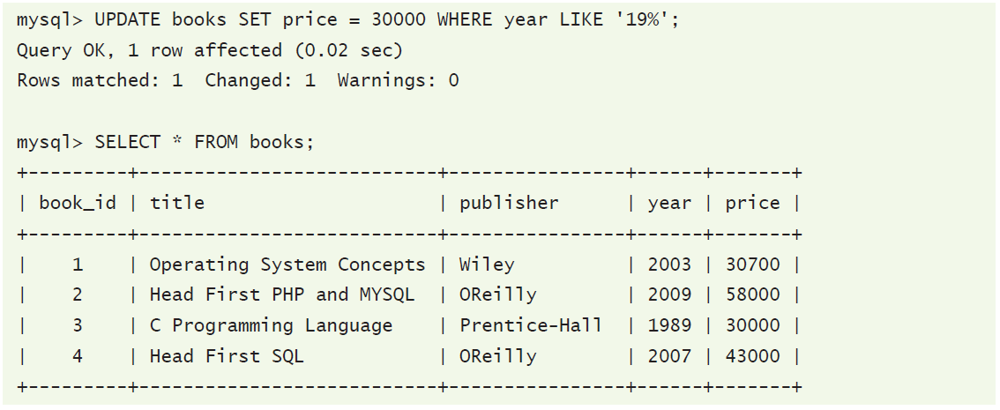 mysql> UPDATE books SET price = 30000 WHERE year LIKE '19%';
Query OK, 1 row affected (0.02 sec)
Rows matched: 1  Changed: 1  Warnings: 0

mysql> SELECT * FROM books;
+---------+---------------------------+----------------+------+-------+
| book_id | title                     | publisher      | year | price |
+---------+---------------------------+----------------+------+-------+
|    1    | Operating System Concepts | Wiley          | 2003 | 30700 |
|    2    | Head First PHP and MYSQL  | OReilly        | 2009 | 58000 |
|    3    | C Programming Language    | Prentice-Hall  | 1989 | 30000 |
|    4    | Head First SQL            | OReilly        | 2007 | 43000 |
+---------+---------------------------+----------------+------+-------+